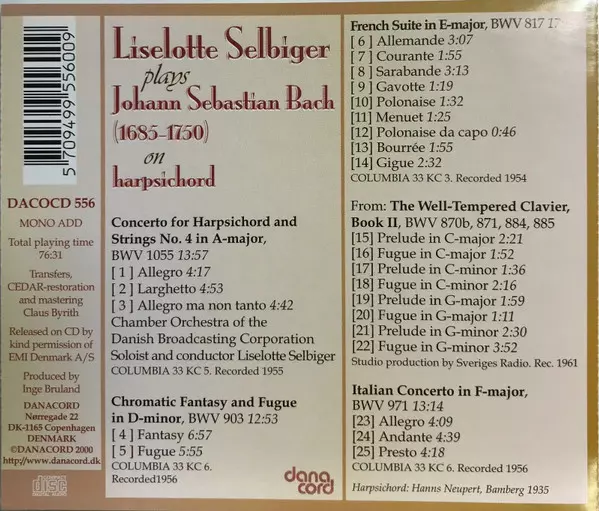 5 709499 556009
DACOCD 556
MONO ADD
Total playing time
76:31
Transfers,
CEDAR-restoration
and mastering
Claus Byrith
Released on CD by
kind permission of
EMI Denmark A/S
Produced by
Inge Bruland
DANACORD
Nørregade 22
DK-1165 Copenhagen
DENMARK
©DANACORD 2000
http://www.danacord.dk
COMPACT
disc
DIGITAL AUDIO
Liselotte Selbiger
plays
Johann Sebastian Bach
(1685-1750)
on
harpsichord
Concerto for Harpsichord and
Strings No. 4 in A-major,
BWV 1055 13:57
[ 1 ] Allegro 4:17
[ 2 ] Larghetto 4:53
[ 3 ] Allegro ma non tanto 4:42
Chamber Orchestra of the
Danish Broadcasting Corporation
Soloist and conductor Liselotte Selbiger
COLUMBIA 33 KC 5. Recorded 1955
Chromatic Fantasy and Fugue
in D-minor, BWV 903 12:53
[ 4 ] Fantasy 6:57
[ 5 ] Fugue 5:55
COLUMBIA 33 KC 6.
Recorded1956
dana
cord
French Suite in E-major, BWV 817 17
[ 6 ] Allemande 3:07
[ 7 ] Courante 1:55
[ 8 ] Sarabande 3:13
[ 9 ] Gavotte 1:19
[10] Polonaise 1:32
[11] Menuet 1:25
[12] Polonaise da capo 0:46
[13] Bourrée 1:55
[14] Gigue 2:32
COLUMBIA 33 KC 3. Recorded 1954
From: The Well-Tempered Clavier,
Book II, BWV 870b, 871, 884, 885
[15] Prelude in C-major 2:21
[16] Fugue in C-major 1:52
[17] Prelude in C-minor 1:36
[18] Fugue in C-minor 2:16
[19] Prelude in G-major 1:59
[20] Fugue in G-major 1:11
[21] Prelude in G-minor 2:30
[22] Fugue in G-minor 3:52
Studio production by Sveriges Radio. Rec. 1961
Italian Concerto in F-major,
BWV 971 13:14
[23] Allegro 4:09
[24] Andante 4:39
[25] Presto 4:18
COLUMBIA 33 KC 6. Recorded 1956
Harpsichord: Hanns Neupert, Bamberg 1935